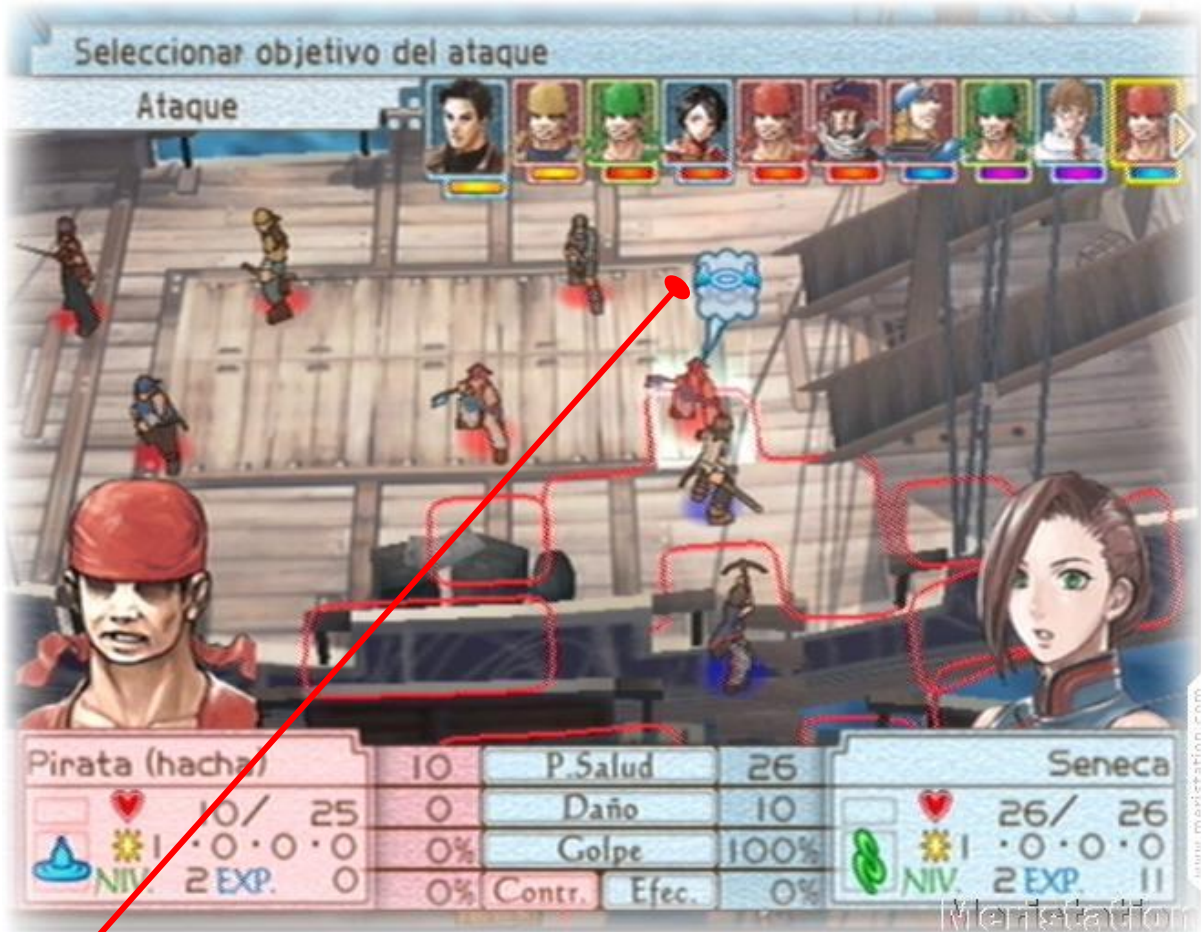 Seleccionar objetivo del ataque
Ataque
Pirata (hacha)
10/ 25
1 ·0·0·0
NIV. 2 EXP. 0
10 P.Salud 26
0 Daño 10
0% Golpe 100%
0% Contr. Efec. 0%
Seneca
26/ 26
1 ·0·0·0
NIV. 2 EXP. 11
www.meristation.com
Meristation